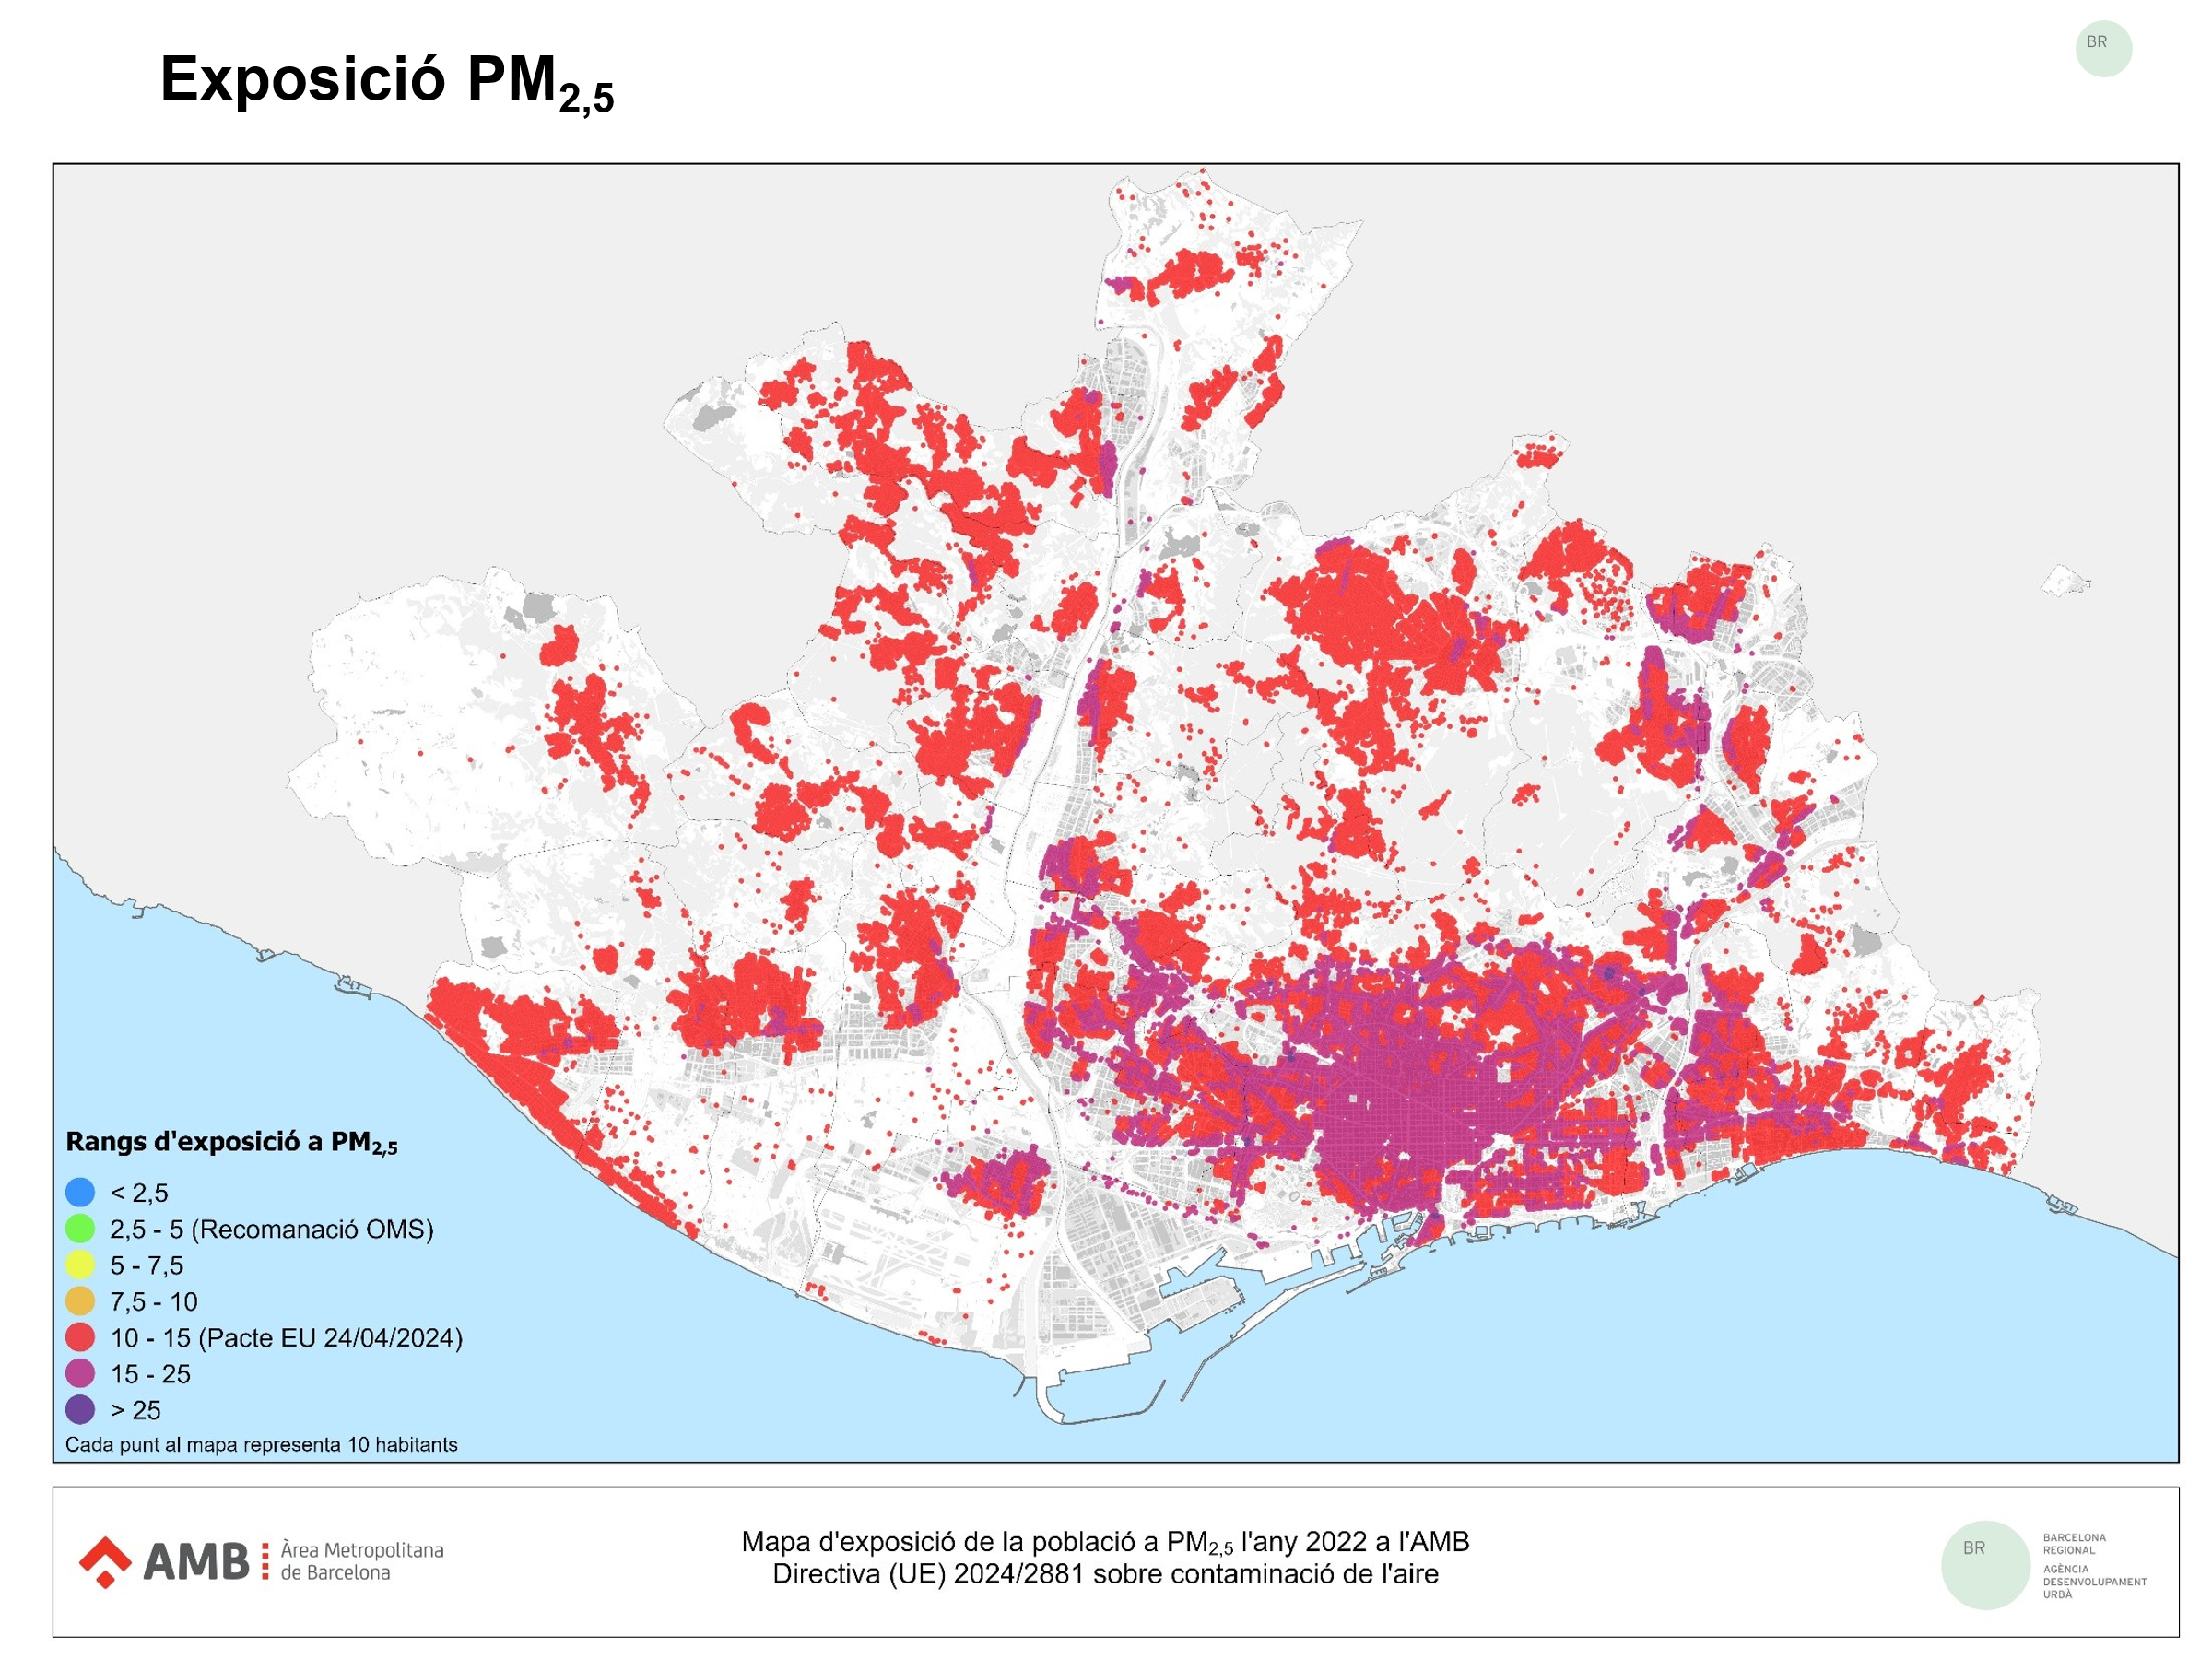 BR
Exposició PM2,5
Rangs d'exposició a PM2,5
< 2,5
2,5 - 5 (Recomanació OMS)
5 - 7,5
7,5 - 10
10 - 15 (Pacte EU 24/04/2024)
15 - 25
> 25
Cada punt al mapa representa 10 habitants
AMB
Àrea Metropolitana
de Barcelona
Mapa d'exposició de la població a PM2,5 l'any 2022 a l'AMB
Directiva (UE) 2024/2881 sobre contaminació de l'aire
BR
BARCELONA
REGIONAL
AGÈNCIA
DESENVOLUPAMENT
URBÀ